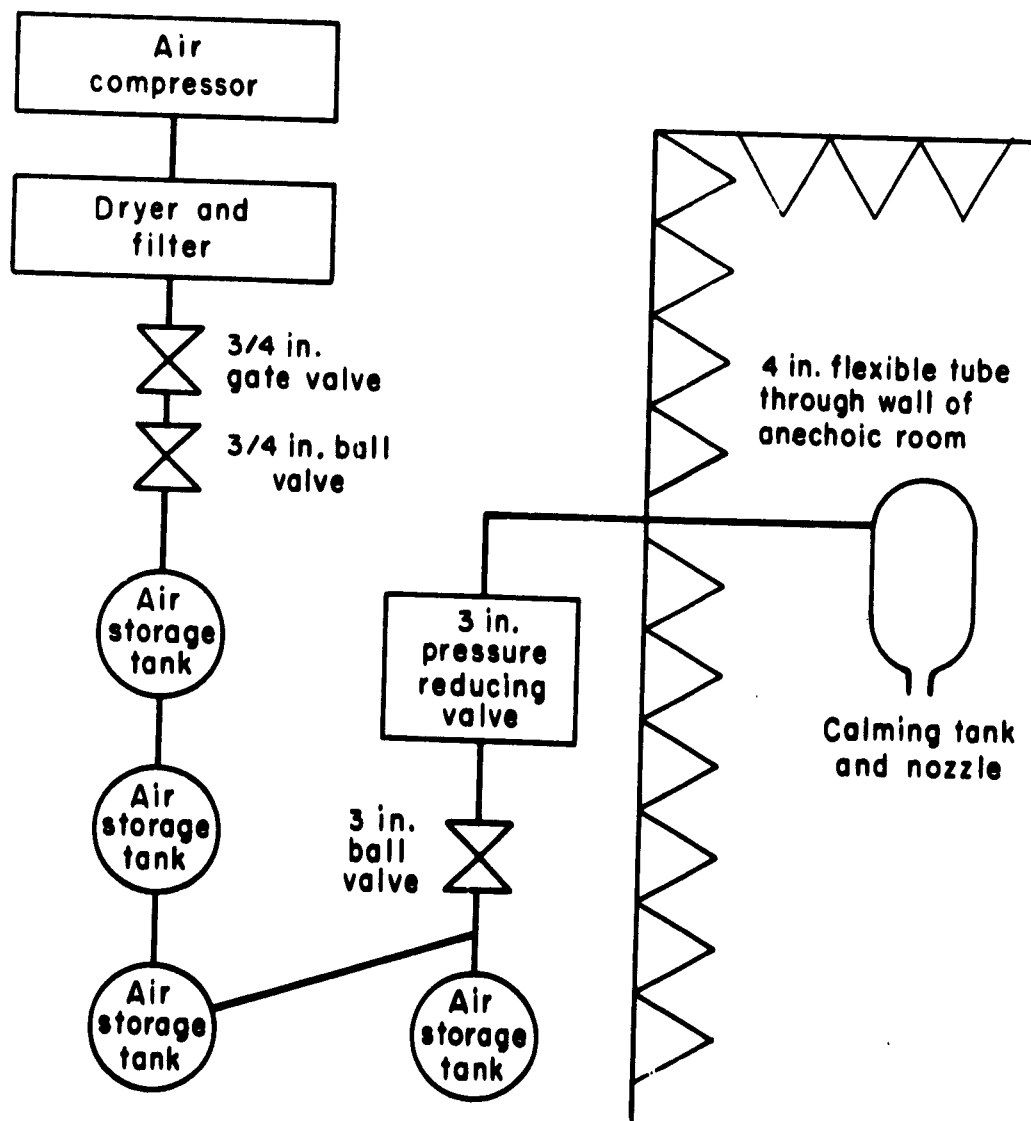 Air
compressor
Dryer and
filter
3/4 in.
gate valve
3/4 in. ball
valve
4 in. flexible tube
through wall of
anechoic room
Air
storage
tank
3 in.
pressure
reducing
valve
Calming tank
and nozzle
Air
storage
tank
3 in.
ball
valve
Air
storage
tank
Air
storage
tank